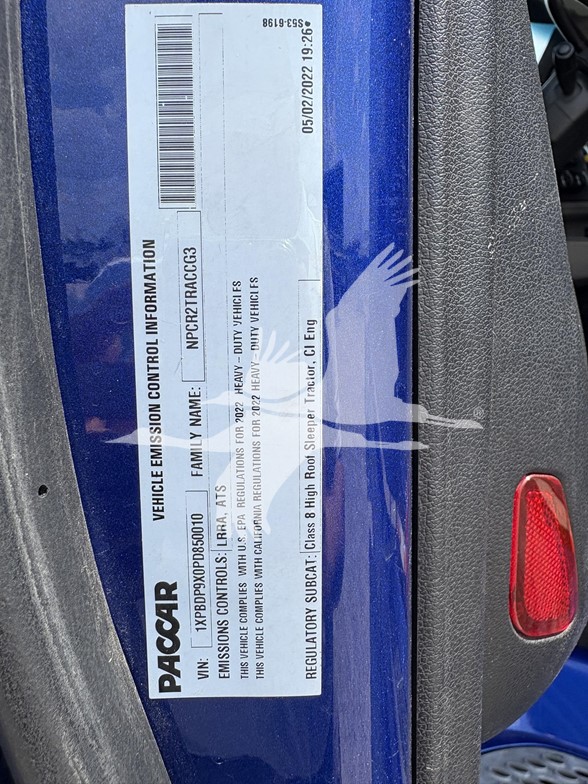 PACCAR
VEHICLE EMISSION CONTROL INFORMATION
VIN: 1XPBDP9X0PD850010 FAMILY NAME: NPCR2TRACCG3
EMISSIONS CONTROLS: LRRA, ATS
THIS VEHICLE COMPLIES WITH U.S. EPA REGULATIONS FOR 2022 HEAVY-DUTY VEHICLES
THIS VEHICLE COMPLIES WITH CALIFORNIA REGULATIONS FOR 2022 HEAVY-DUTY VEHICLES
REGULATORY SUBCAT: Class 8 High Roof Sleeper Tractor, CI Eng
05/02/2022 19:26
S53-6198
®